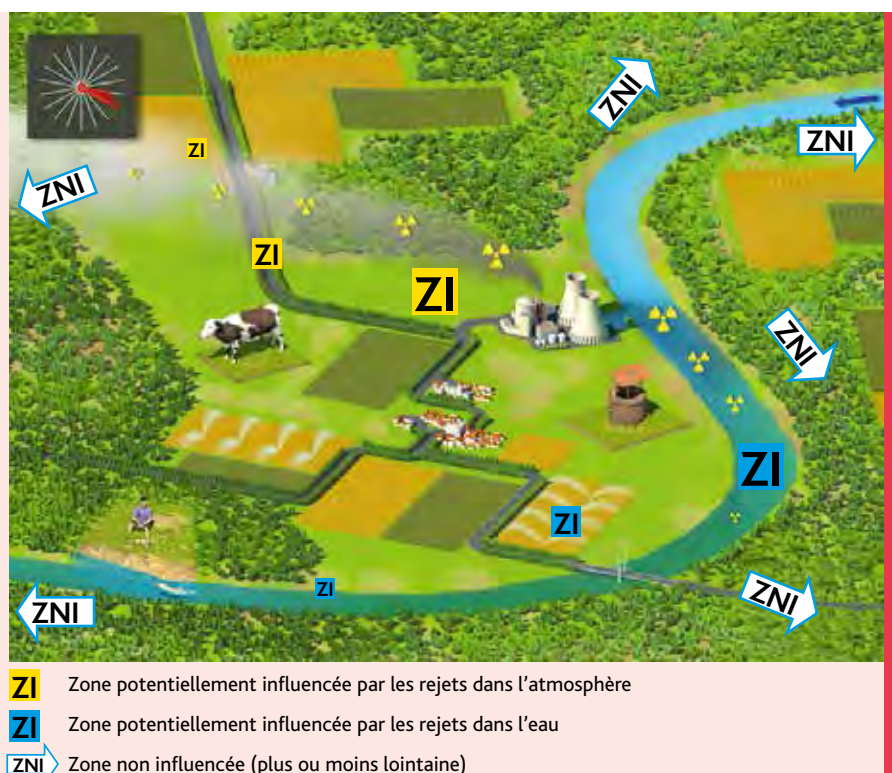 ZNI
ZNI
ZI
ZNI
ZI
ZI
ZNI
ZI
ZI
ZI
ZNI
ZNI
ZI Zone potentiellement influencée par les rejets dans l'atmosphère
ZI Zone potentiellement influencée par les rejets dans l'eau
ZNI Zone non influencée (plus ou moins lointaine)